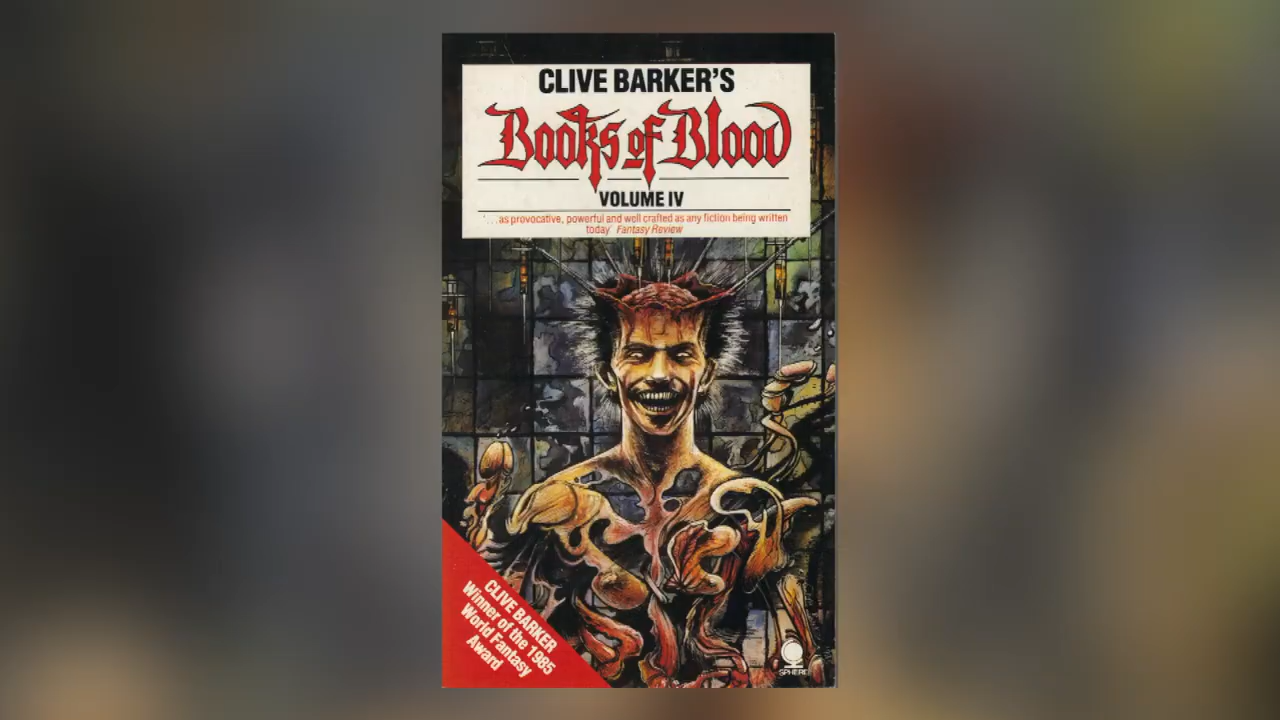 CLIVE BARKER'S
Books of Blood
VOLUME IV
'...as provocative, powerful and well crafted as any fiction being written
today' Fantasy Review
CLIVE BARKER
Winner of the 1985
World Fantasy
Award
SPHERE